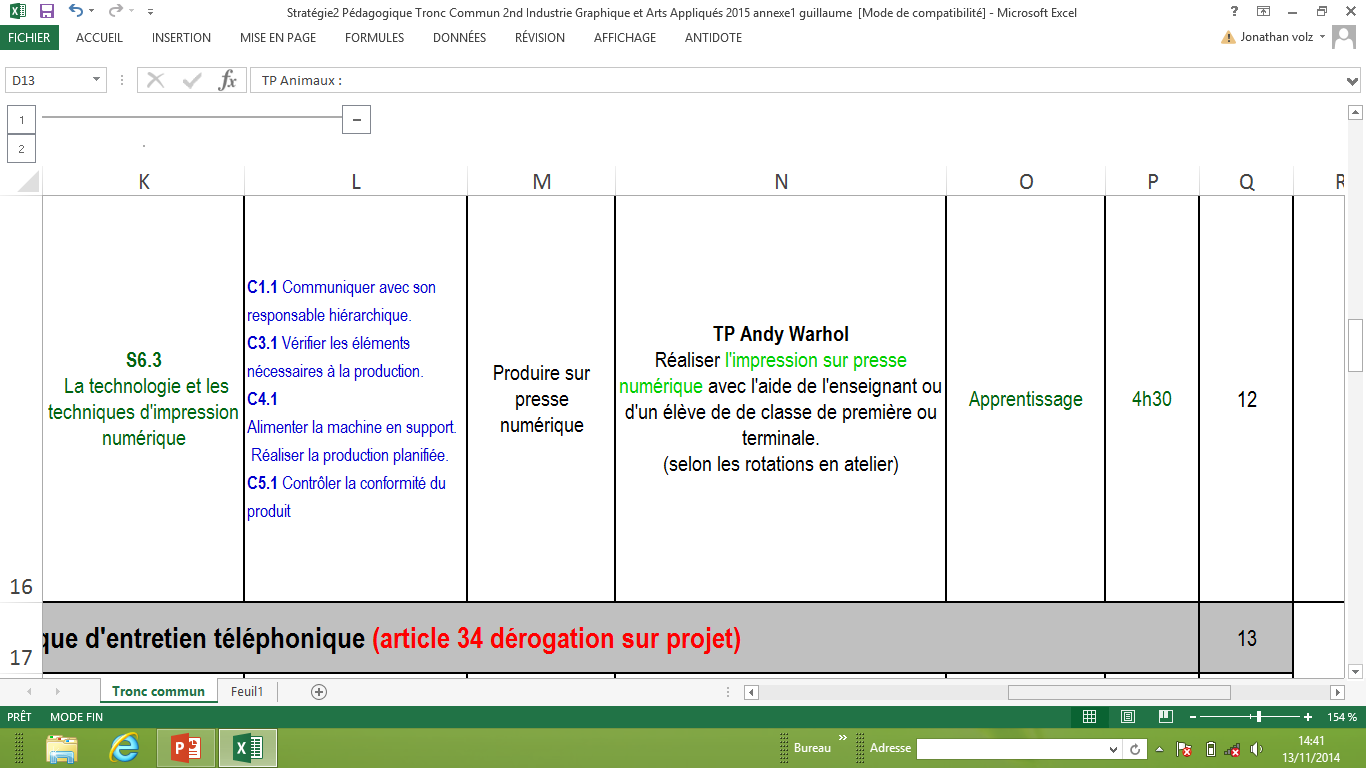 Stratégie2 Pédagogique Tronc Commun 2nd Industrie Graphique et Arts Appliqués 2015 annexe1 guillaume [Mode de compatibilité] - Microsoft Excel
FICHIER ACCUEIL INSERTION MISE EN PAGE FORMULES DONNÉES RÉVISION AFFICHAGE ANTIDOTE
Jonathan volz
D13 fx TP Animaux :
1
2
K L M N O P Q R
S6.3
La technologie et les
techniques d'impression
numérique
C1.1 Communiquer avec son
responsable hiérarchique.
C3.1 Vérifier les éléments
nécessaires à la production.
C4.1
Alimenter la machine en support.
Réaliser la production planifiée.
C5.1 Contrôler la conformité du
produit
Produire sur
presse
numérique
TP Andy Warhol
Réaliser l'impression sur presse
numérique avec l'aide de l'enseignant ou
d'un élève de de classe de première ou
terminale.
(selon les rotations en atelier)
Apprentissage
4h30
12
16
que d'entretien téléphonique (article 34 dérogation sur projet)
13
17
Tronc commun Feuil1
PRÊT MODE FIN 154 %
Bureau Adresse
14:41
13/11/2014